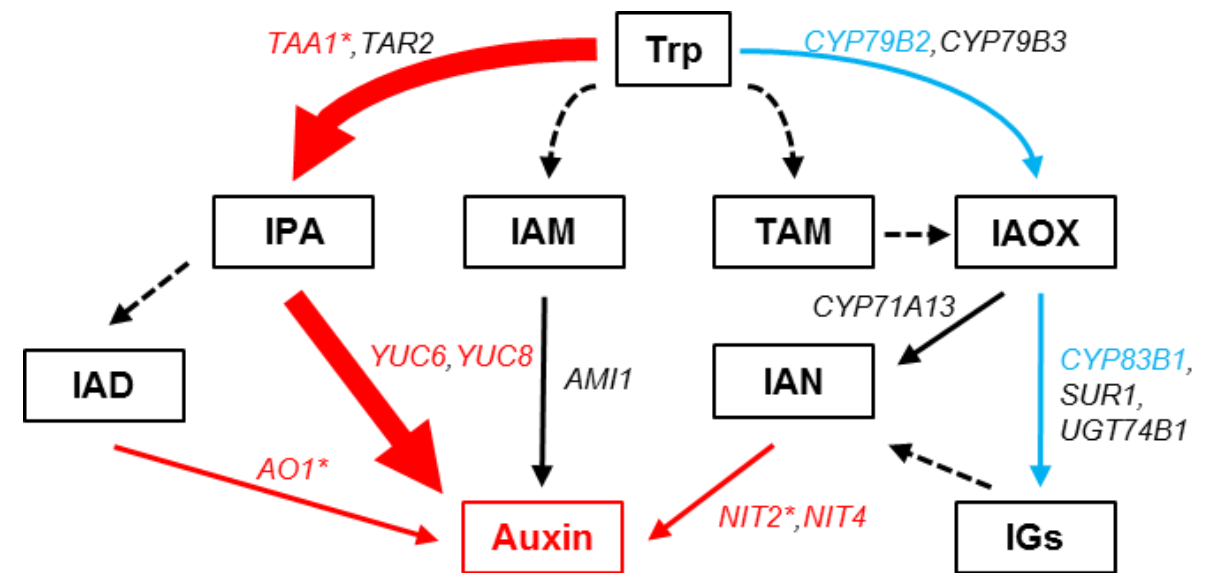 TAA1*,TAR2
Trp
CYP79B2,CYP79B3
IPA
IAM
TAM
IAOX
CYP71A13
IAD
YUC6,YUC8
AMI1
IAN
CYP83B1,
SUR1,
UGT74B1
AO1*
Auxin
NIT2*,NIT4
IGs